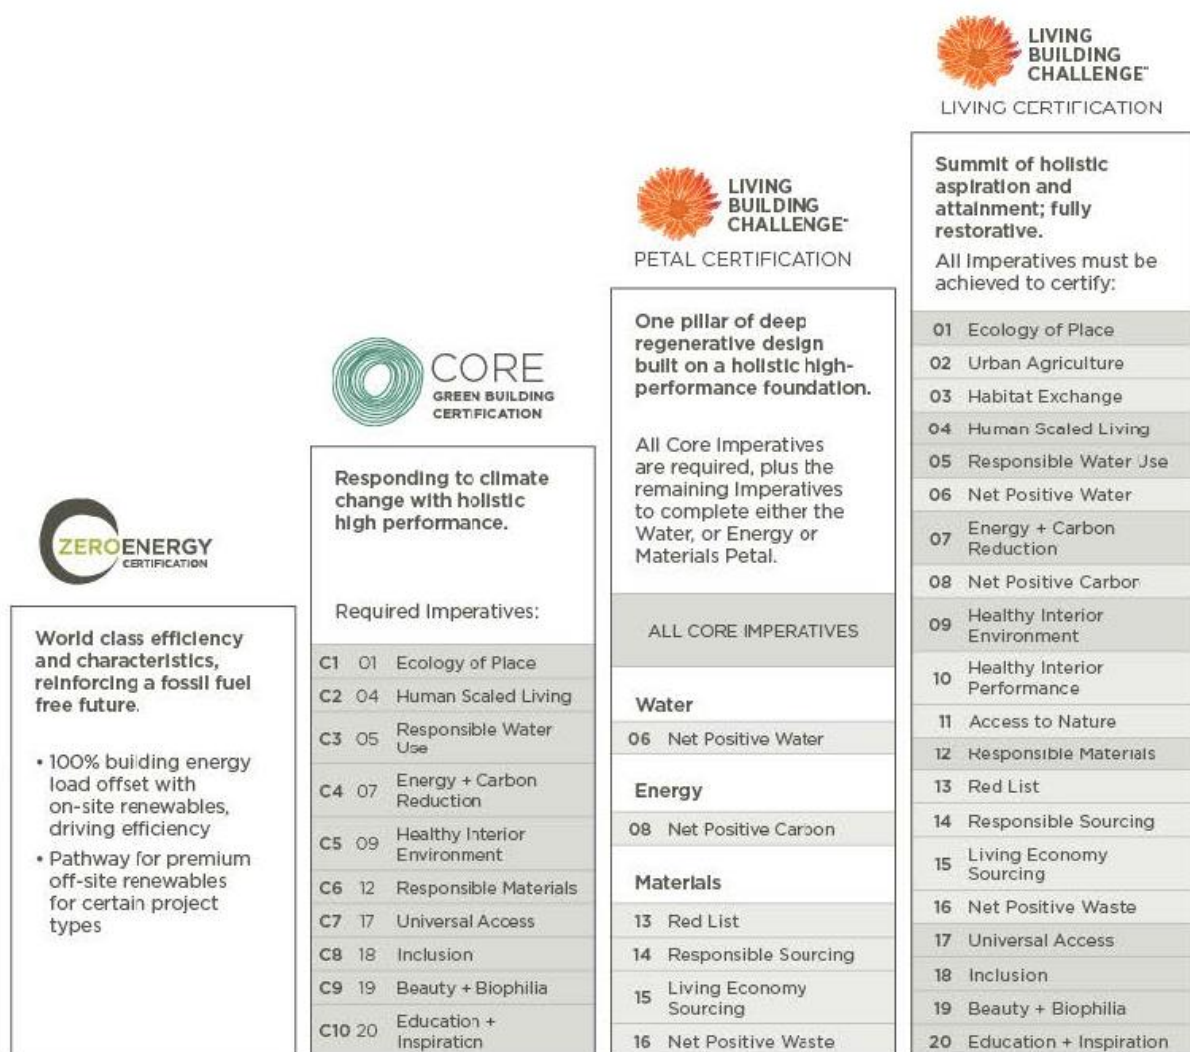 ZEROENERGY
CERTIFICATION
World class efficiency
and characteristics,
reinforcing a fossil fuel
free future.
• 100% building energy
load offset with
on-site renewables,
driving efficiency
• Pathway for premium
off-site renewables
for certain project
types
CORE
GREEN BUILDING
CERTIFICATION
Responding to climate
change with holistic
high performance.
Required Imperatives:
C1 01 Ecology of Place
C2 04 Human Scaled Living
C3 05 Responsible Water
Use
C4 07 Energy + Carbon
Reduction
C5 09 Healthy Interior
Environment
C6 12 Responsible Materials
C7 17 Universal Access
C8 18 Inclusion
C9 19 Beauty + Biophilia
C10 20 Education +
Inspiration
LIVING
BUILDING
CHALLENGE™
PETAL CERTIFICATION
One pillar of deep
regenerative design
built on a holistic high-
performance foundation.
All Core Imperatives
are required, plus the
remaining Imperatives
to complete either the
Water, or Energy or
Materials Petal.
ALL CORE IMPERATIVES
Water
06 Net Positive Water
Energy
08 Net Positive Carbon
Materials
13 Red List
14 Responsible Sourcing
15 Living Economy
Sourcing
16 Net Positive Waste
LIVING
BUILDING
CHALLENGE™
LIVING CERTIFICATION
Summit of holistic
aspiration and
attainment; fully
restorative.
All Imperatives must be
achieved to certify:
01 Ecology of Place
02 Urban Agriculture
03 Habitat Exchange
04 Human Scaled Living
05 Responsible Water Use
06 Net Positive Water
07 Energy + Carbon
Reduction
08 Net Positive Carbon
09 Healthy Interior
Environment
10 Healthy Interior
Performance
11 Access to Nature
12 Responsible Materials
13 Red List
14 Responsible Sourcing
15 Living Economy
Sourcing
16 Net Positive Waste
17 Universal Access
18 Inclusion
19 Beauty + Biophilia
20 Education + Inspiration